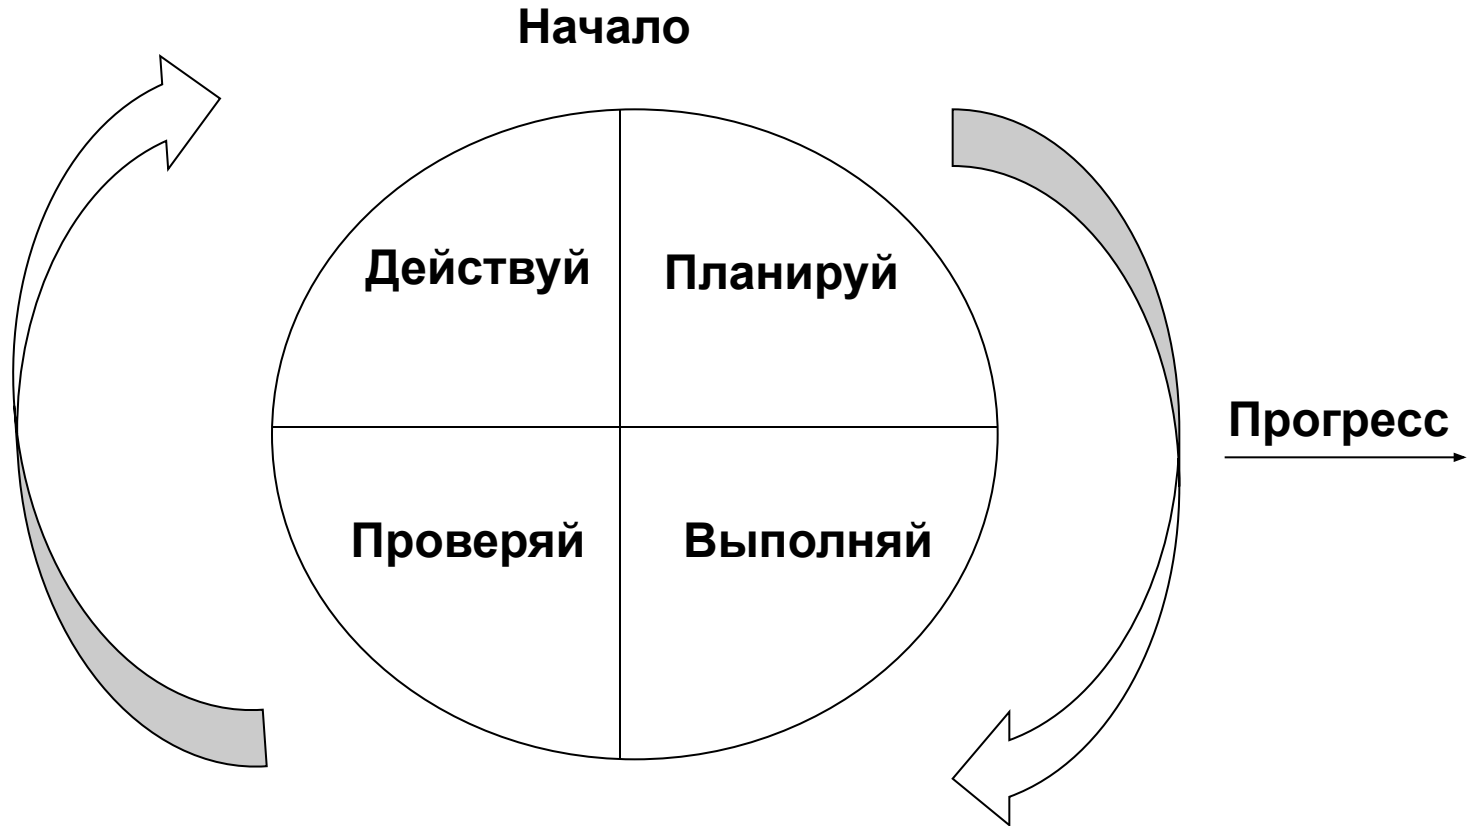 Начало
Действуй
Планируй
Прогресс
Проверяй
Выполняй